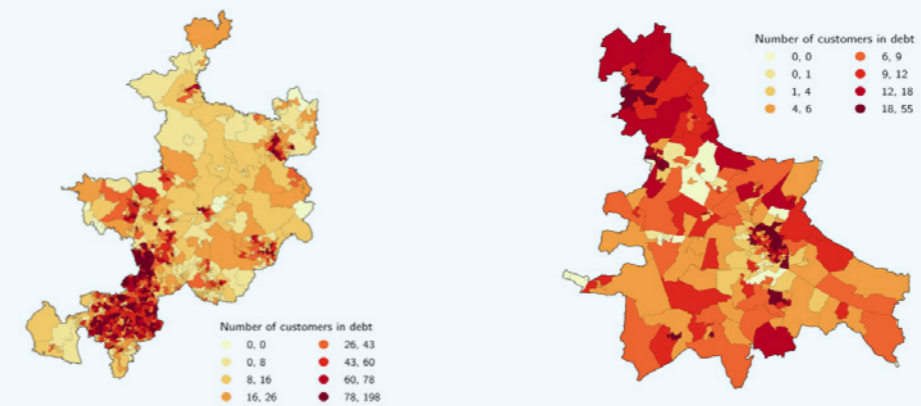 Number of customers in debt
0, 0 26, 43
0, 8 43, 60
8, 16 60, 78
16, 26 78, 198
Number of customers in debt
0, 0 6, 9
0, 1 9, 12
1, 4 12, 18
4, 6 18, 55